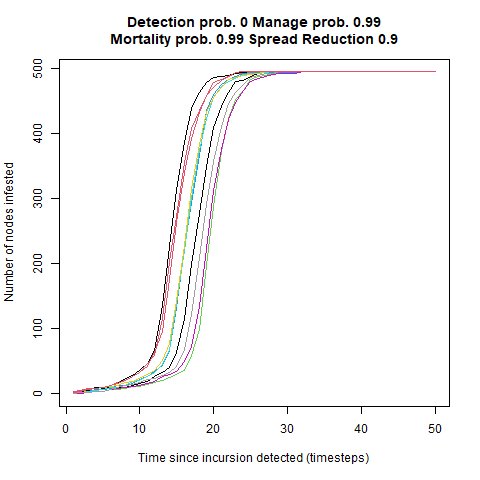 Detection prob. 0 Manage prob. 0.99
Mortality prob. 0.99 Spread Reduction 0.9
Number of nodes infested
500
400
300
200
100
0
0 10 20 30 40 50
Time since incursion detected (timesteps)